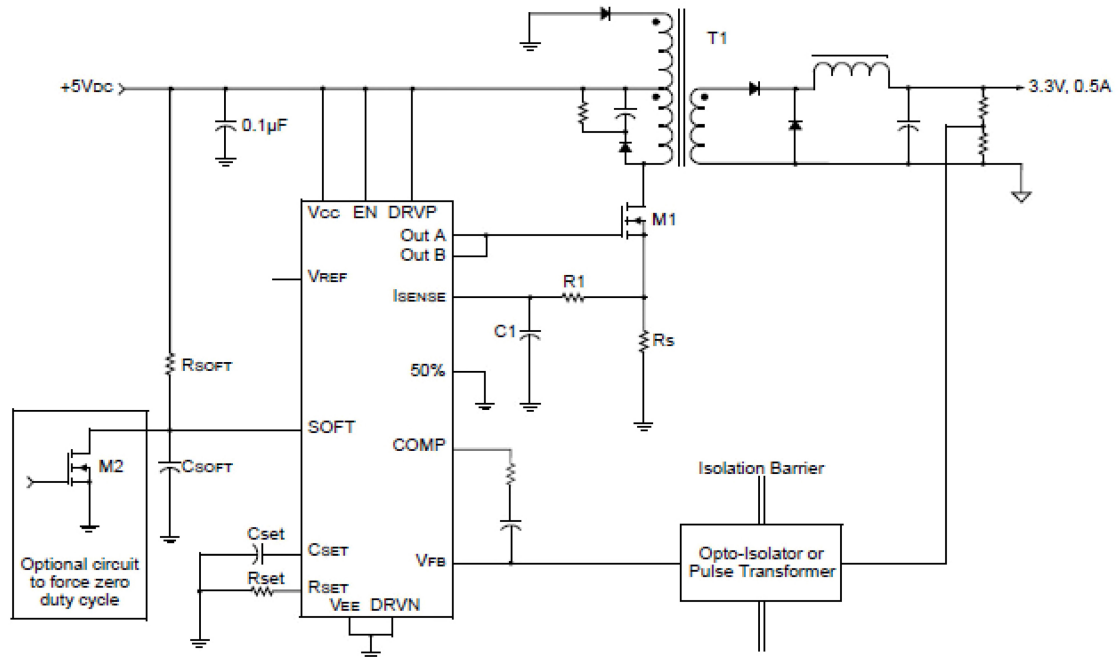 T1
+5VDC
3.3V, 0.5A
0.1µF
VCC EN DRVP
M1
Out A
Out B
VREF
R1
ISENSE
C1
Rs
RSOFT
50%
SOFT
COMP
M2
CSOFT
Isolation Barrier
Cset
CSET
Optional circuit
to force zero
duty cycle
VFB
Opto-Isolator or
Pulse Transformer
Rset
RSET
VEE DRVN